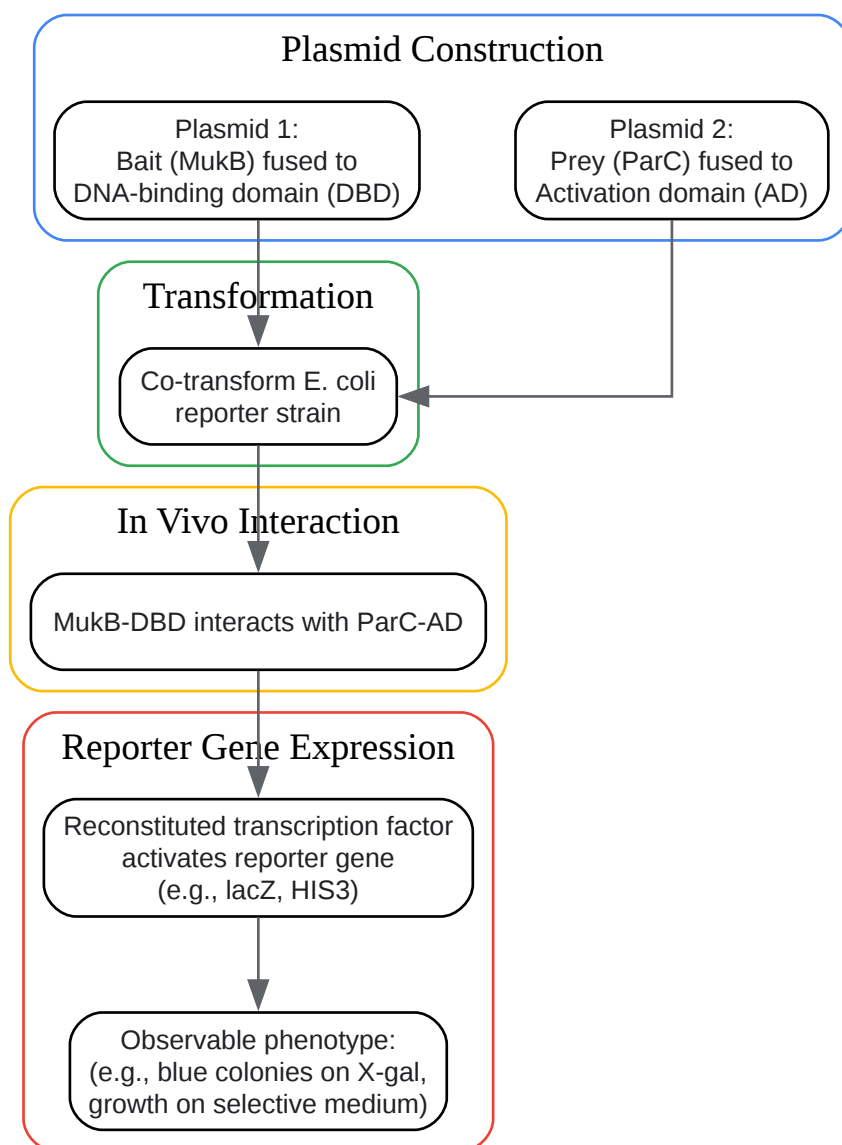 Plasmid Construction
Plasmid 1:
Bait (MukB) fused to
DNA-binding domain (DBD)
Plasmid 2:
Prey (ParC) fused to
Activation domain (AD)
Transformation
Co-transform E. coli
reporter strain
In Vivo Interaction
MukB-DBD interacts with ParC-AD
Reporter Gene Expression
Reconstituted transcription factor
activates reporter gene
(e.g., lacZ, HIS3)
Observable phenotype:
(e.g., blue colonies on X-gal,
growth on selective medium)